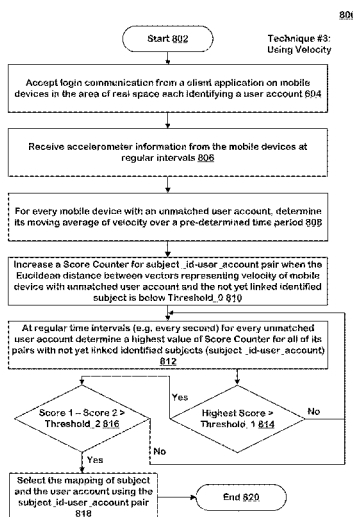 800
Start 802
Technique #3:
Using Velocity
Accept login communication from a client application on mobile
devices in the area of real space each identifying a user account 604
Receive accelerometer information from the mobile devices at
regular intervals 806
For every mobile device with an unmatched user account, determine
its moving average of velocity over a pre-determined time period 808
Increase a Score Counter for subject_id-user_account pair when the
Euclidean distance between vectors representing velocity of mobile
device with unmatched user account and the not yet linked identified
subject is below Threshold_0 810
At regular time intervals (e.g. every second) for every unmatched
user account determine a highest value of Score Counter for all of its
pairs with not yet linked identified subjects (subject_id-user_account)
812
Yes
Score 1 – Score 2 >
Threshold_2 816
Highest Score >
Threshold_1 814
No
No
Yes
Select the mapping of subject
and the user account using the
subject_id-user_account pair
818
End 820